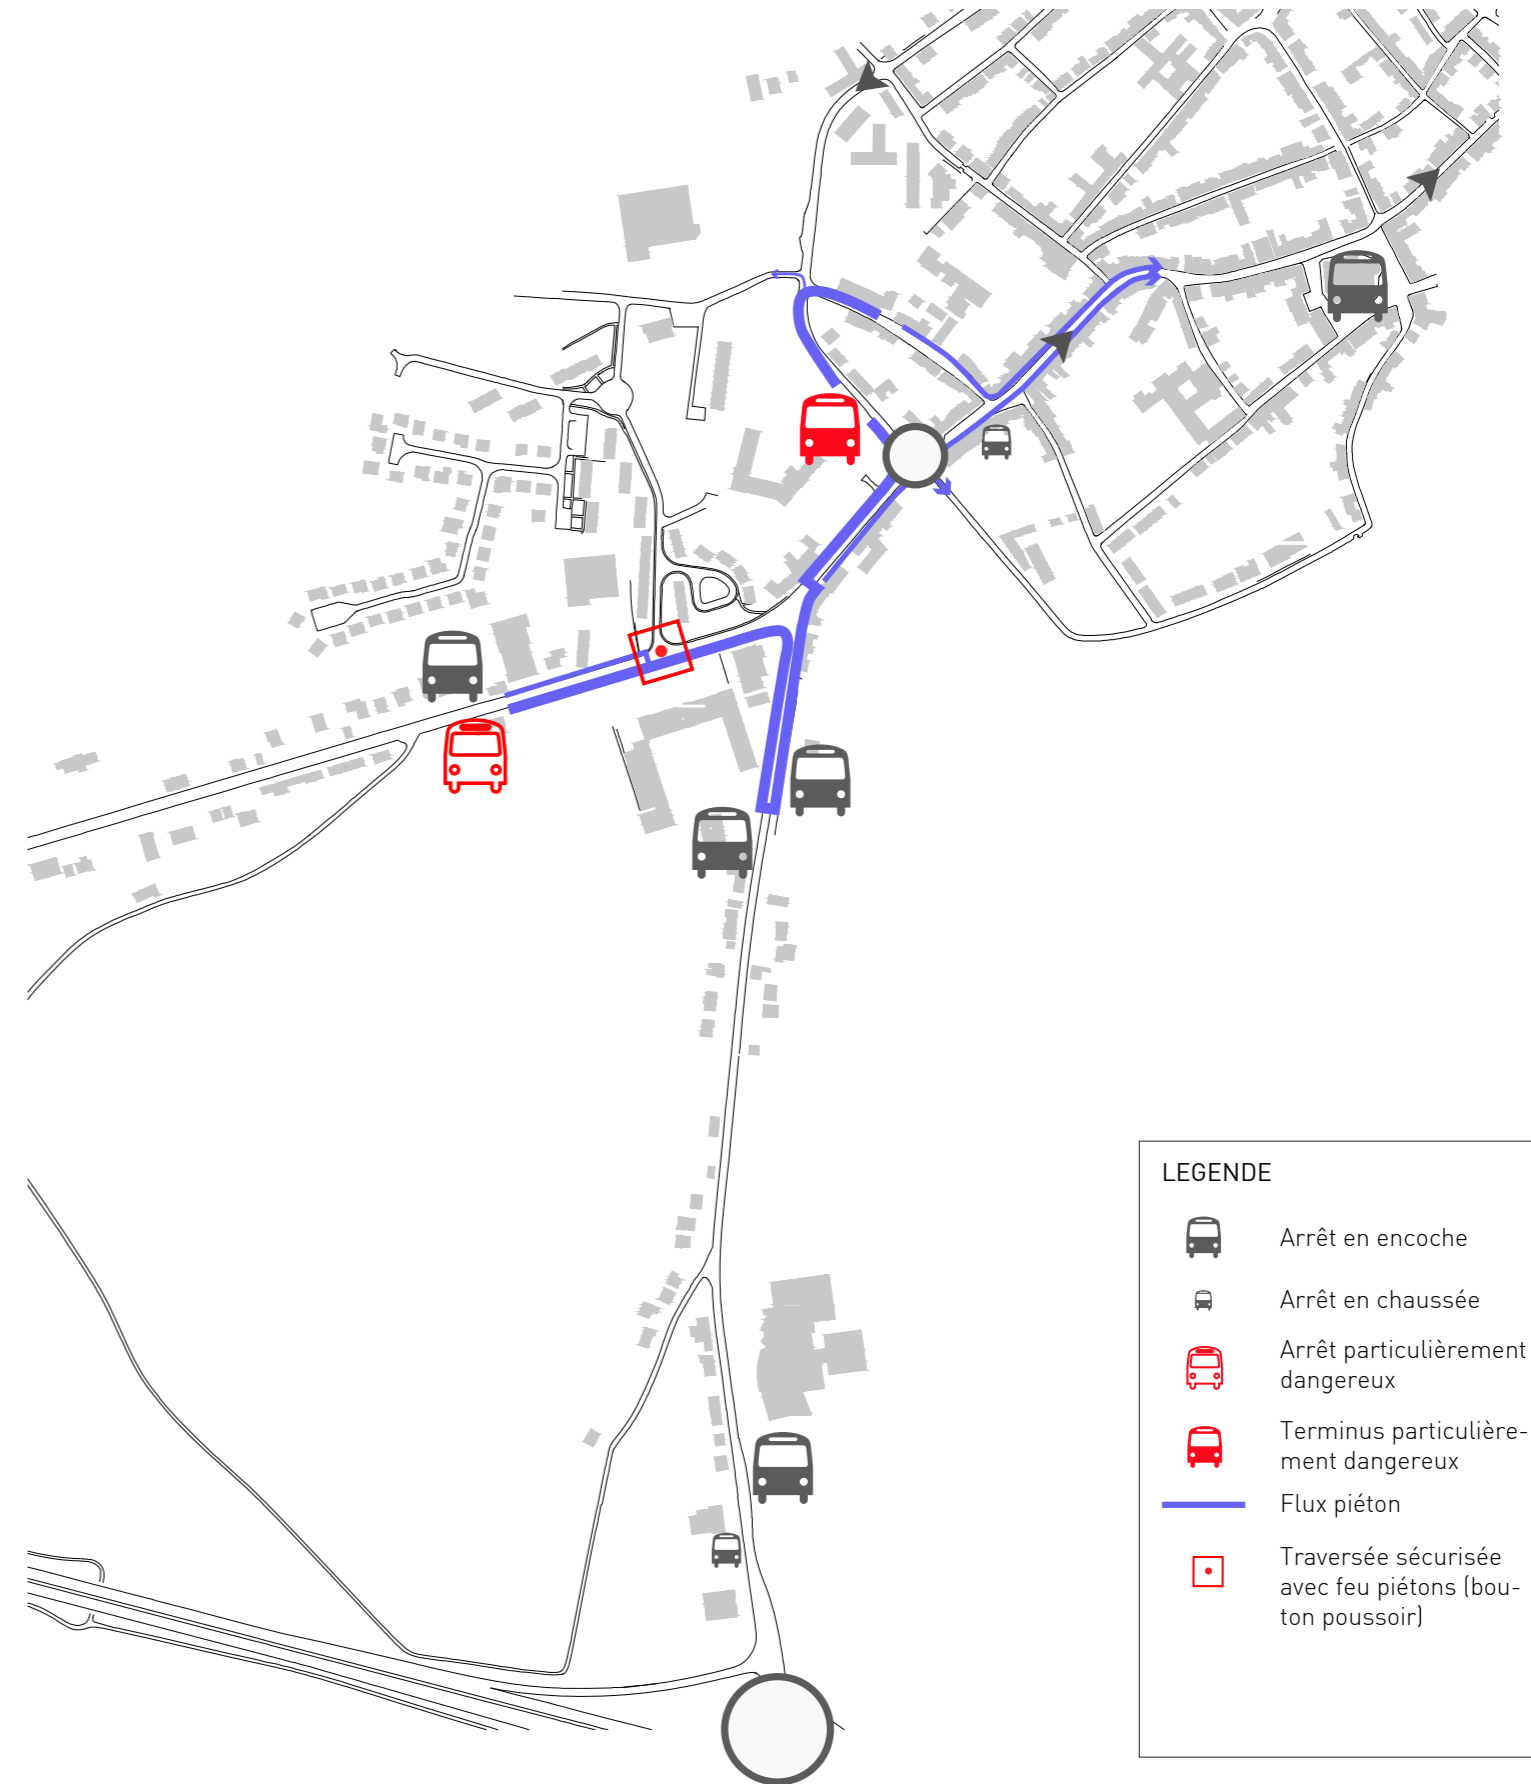 LEGENDE
Arrêt en encoche
Arrêt en chaussée
Arrêt particulièrement
dangereux
Terminus particulière-
ment dangereux
Flux piéton
Traversée sécurisée
avec feu piétons (bou-
ton poussoir)